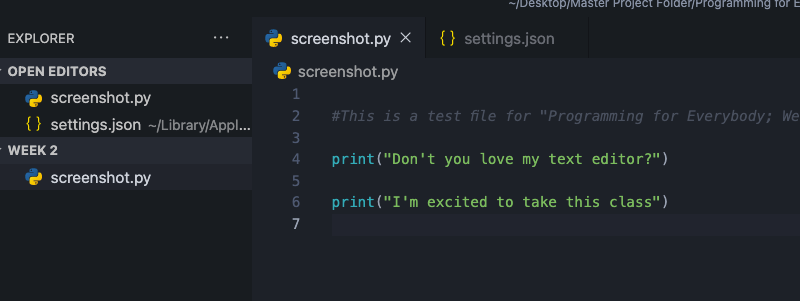 ~/Desktop/Master Project Folder/Programming for E
EXPLORER ...
screenshot.py × {} settings.json
OPEN EDITORS
screenshot.py
screenshot.py
{} settings.json ~/Library/Appl...
WEEK 2
screenshot.py
1
2 #This is a test file for "Programming for Everybody; We
3
4 print("Don't you love my text editor?")
5
6 print("I'm excited to take this class")
7